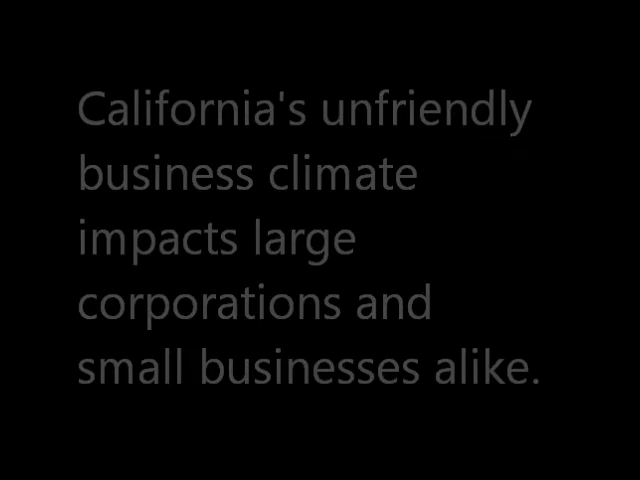 California's unfriendly
business climate
impacts large
corporations and
small businesses alike.